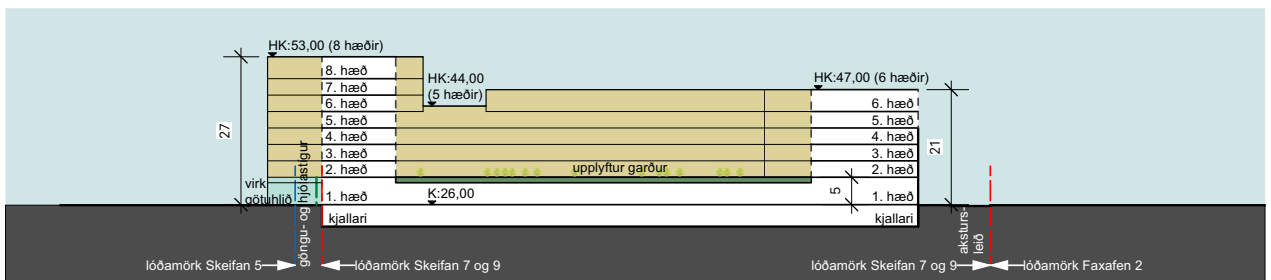 HK:53,00 (8 hæðir)
8. hæð
7. hæð
6. hæð
5. hæð
4. hæð
3. hæð
2. hæð
1. hæð
kjallari
HK:44,00
(5 hæðir)
HK:47,00 (6 hæðir)
6. hæð
5. hæð
4. hæð
3. hæð
2. hæð
1. hæð
kjallari
27
21
5
upplyftur garður
K:26,00
virk
götuhlið
göngu- og hjólastígur
aksturs-
leið
lóðamörk Skeifan 5
lóðamörk Skeifan 7 og 9
lóðamörk Skeifan 7 og 9
lóðamörk Faxafen 2